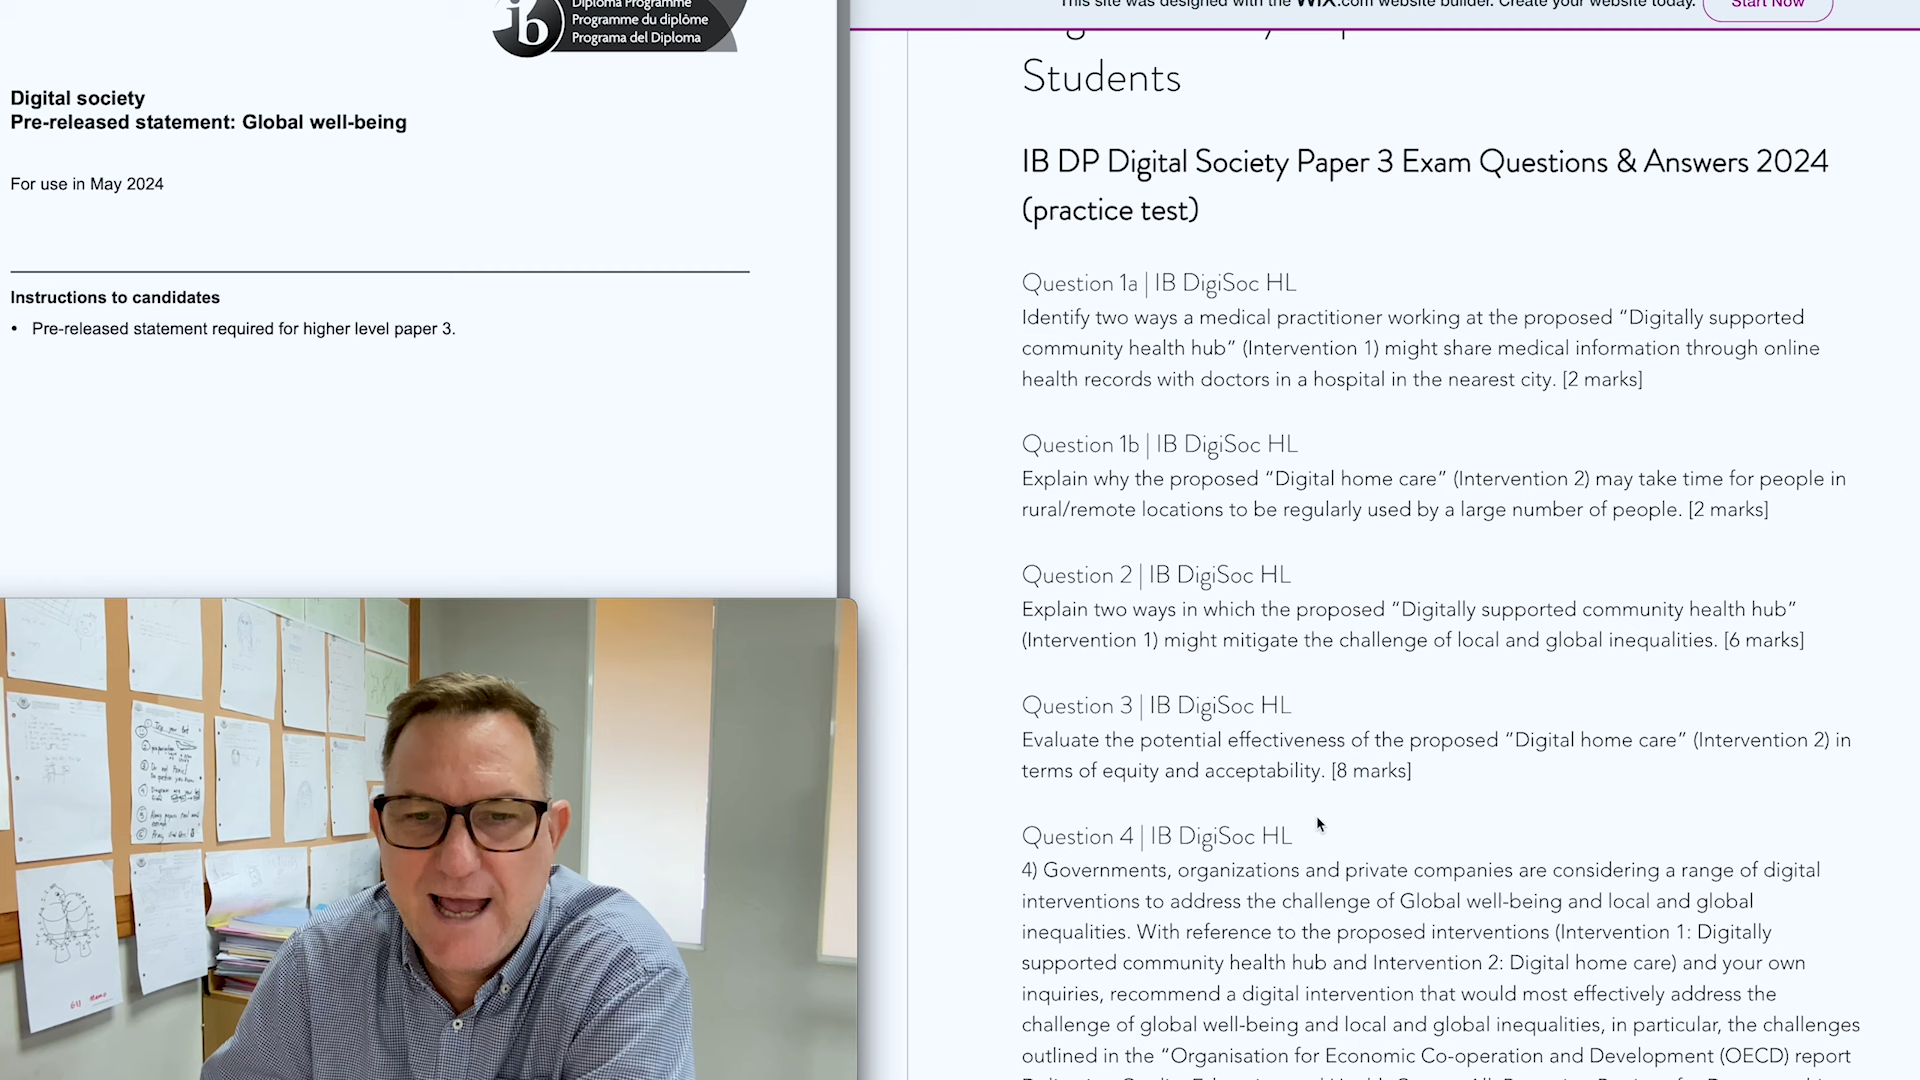 Diploma Programme
Programme du diplôme
Programa del Diploma
ib
Digital society
Pre-released statement: Global well-being
For use in May 2024
Instructions to candidates
• Pre-released statement required for higher level paper 3.
This site was designed with the WIX.com website builder. Create your website today.
Start Now
Students
IB DP Digital Society Paper 3 Exam Questions & Answers 2024
(practice test)
Question 1a | IB DigiSoc HL
Identify two ways a medical practitioner working at the proposed “Digitally supported
community health hub” (Intervention 1) might share medical information through online
health records with doctors in a hospital in the nearest city. [2 marks]
Question 1b | IB DigiSoc HL
Explain why the proposed “Digital home care” (Intervention 2) may take time for people in
rural/remote locations to be regularly used by a large number of people. [2 marks]
Question 2 | IB DigiSoc HL
Explain two ways in which the proposed “Digitally supported community health hub”
(Intervention 1) might mitigate the challenge of local and global inequalities. [6 marks]
Question 3 | IB DigiSoc HL
Evaluate the potential effectiveness of the proposed “Digital home care” (Intervention 2) in
terms of equity and acceptability. [8 marks]
Question 4 | IB DigiSoc HL
4) Governments, organizations and private companies are considering a range of digital
interventions to address the challenge of Global well-being and local and global
inequalities. With reference to the proposed interventions (Intervention 1: Digitally
supported community health hub and Intervention 2: Digital home care) and your own
inquiries, recommend a digital intervention that would most effectively address the
challenge of global well-being and local and global inequalities, in particular, the challenges
outlined in the “Organisation for Economic Co-operation and Development (OECD) report